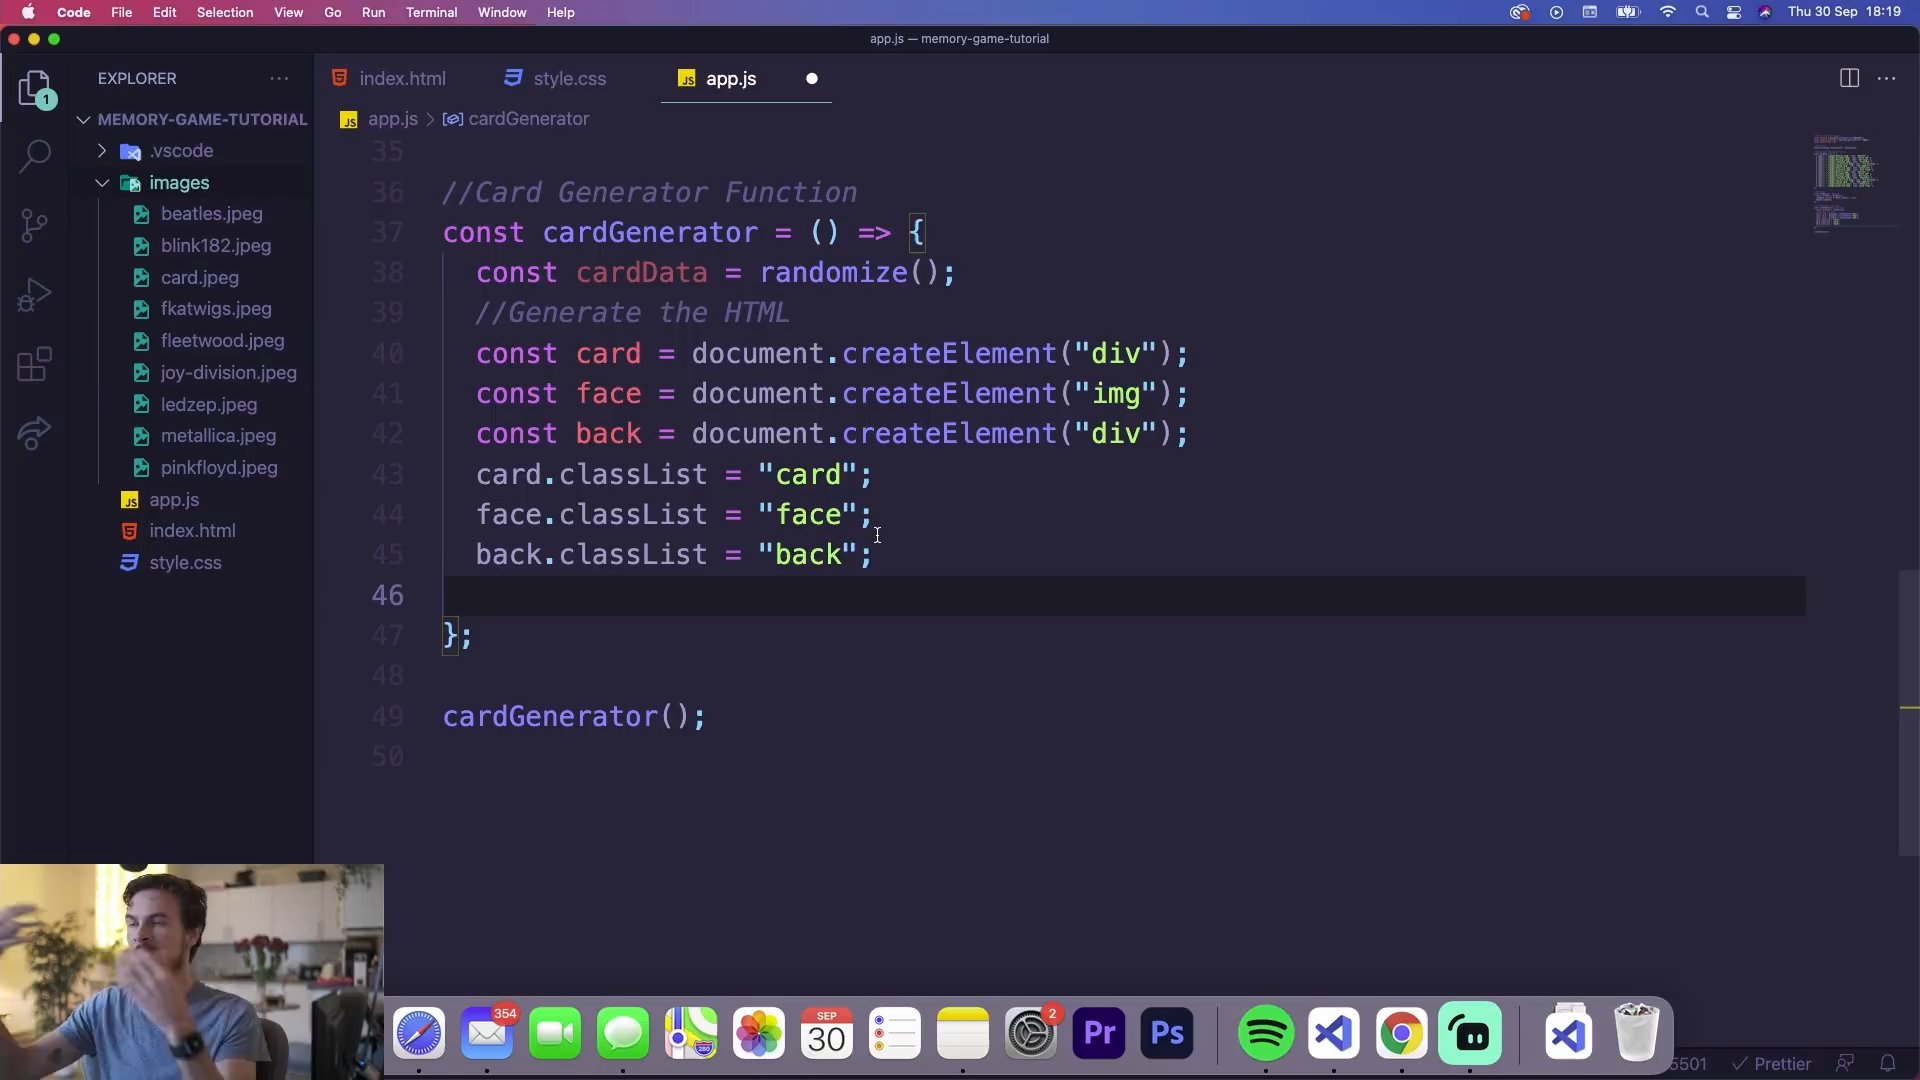 Code File Edit Selection View Go Run Terminal Window Help Thu 30 Sep 18:19
app.js — memory-game-tutorial
EXPLORER
index.html style.css app.js
MEMORY-GAME-TUTORIAL
app.js > cardGenerator
.vscode
images
beatles.jpeg
blink182.jpeg
card.jpeg
fkatwigs.jpeg
fleetwood.jpeg
joy-division.jpeg
ledzep.jpeg
metallica.jpeg
pinkfloyd.jpeg
app.js
index.html
style.css
1
35
36 //Card Generator Function
37 const cardGenerator = () => {
38 const cardData = randomize();
39 //Generate the HTML
40 const card = document.createElement("div");
41 const face = document.createElement("img");
42 const back = document.createElement("div");
43 card.classList = "card";
44 face.classList = "face";
45 back.classList = "back";
46
47 };
48
49 cardGenerator();
50
354
SEP
30
280
2
Pr
Ps
5501 Prettier